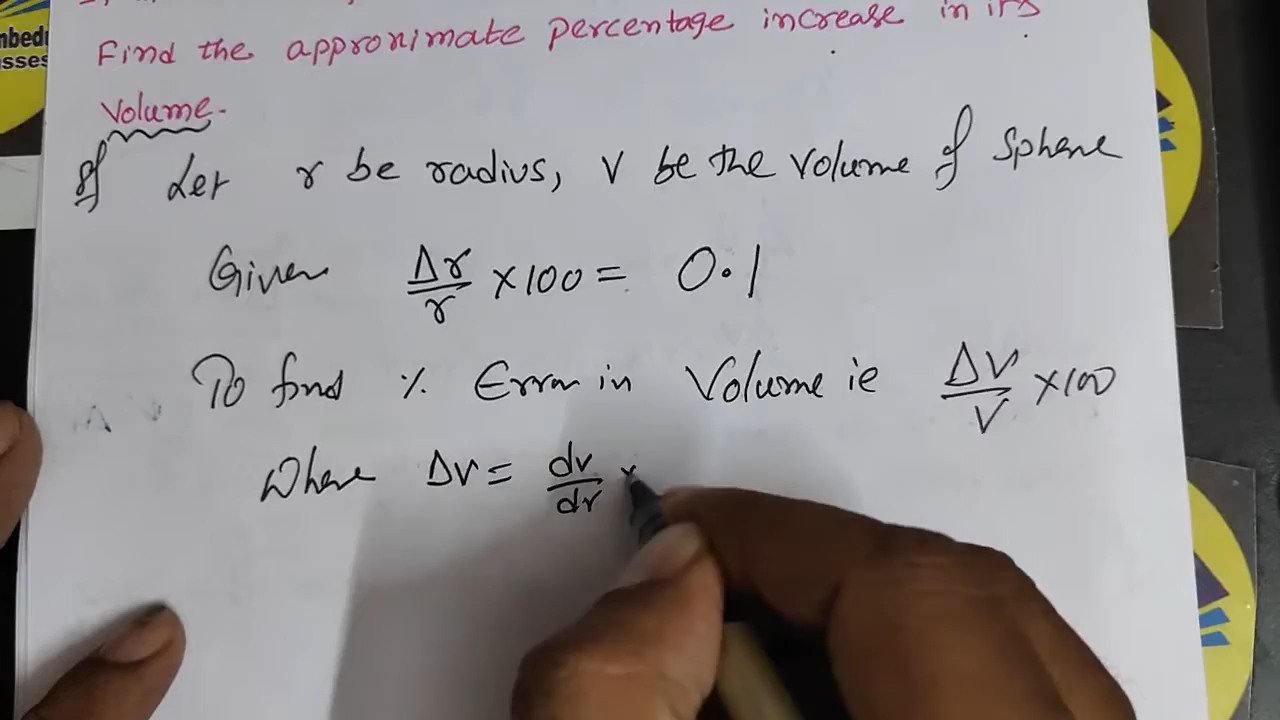 Find the approximate percentage increase in its
Volume.
Let r be radius, V be the volume of Sphere
Given Δr/r ×100 = 0.1
To find % Error in Volume ie ΔV/V ×100
Where ΔV = dv/dr ×